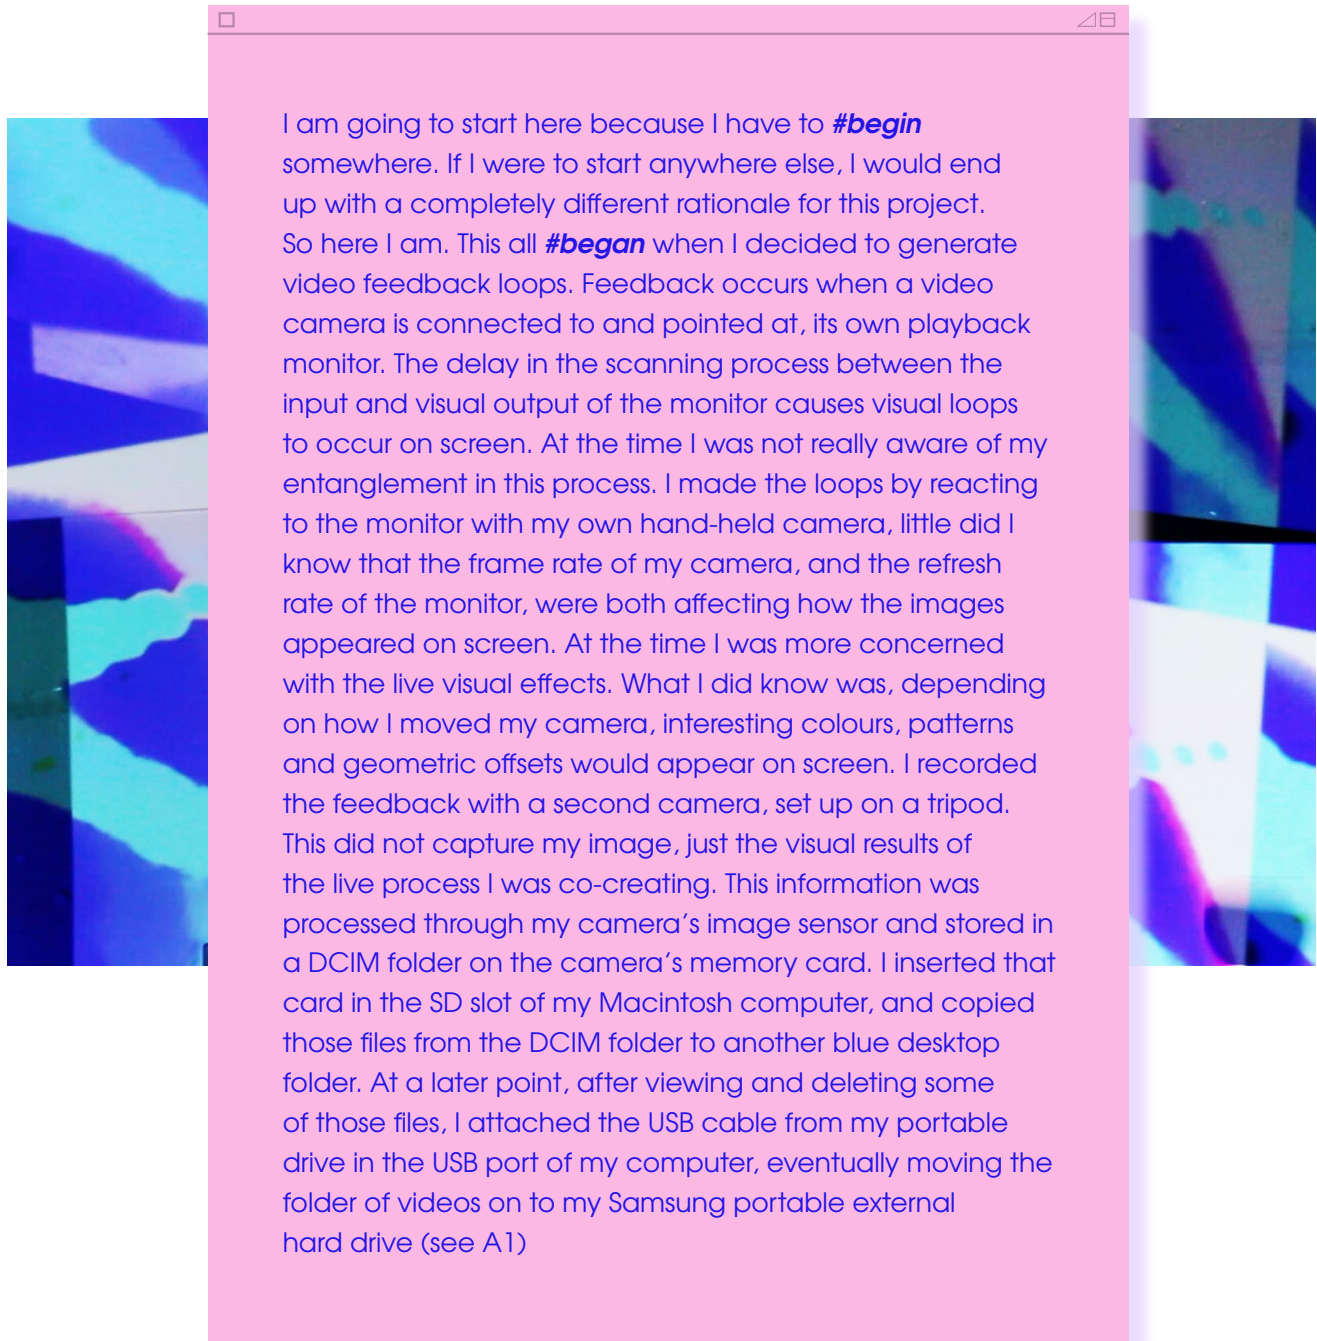 I am going to start here because I have to #begin
somewhere. If I were to start anywhere else, I would end
up with a completely different rationale for this project.
So here I am. This all #began when I decided to generate
video feedback loops. Feedback occurs when a video
camera is connected to and pointed at, its own playback
monitor. The delay in the scanning process between the
input and visual output of the monitor causes visual loops
to occur on screen. At the time I was not really aware of my
entanglement in this process. I made the loops by reacting
to the monitor with my own hand-held camera, little did I
know that the frame rate of my camera, and the refresh
rate of the monitor, were both affecting how the images
appeared on screen. At the time I was more concerned
with the live visual effects. What I did know was, depending
on how I moved my camera, interesting colours, patterns
and geometric offsets would appear on screen. I recorded
the feedback with a second camera, set up on a tripod.
This did not capture my image, just the visual results of
the live process I was co-creating. This information was
processed through my camera's image sensor and stored in
a DCIM folder on the camera's memory card. I inserted that
card in the SD slot of my Macintosh computer, and copied
those files from the DCIM folder to another blue desktop
folder. At a later point, after viewing and deleting some
of those files, I attached the USB cable from my portable
drive in the USB port of my computer, eventually moving the
folder of videos on to my Samsung portable external
hard drive (see A1)